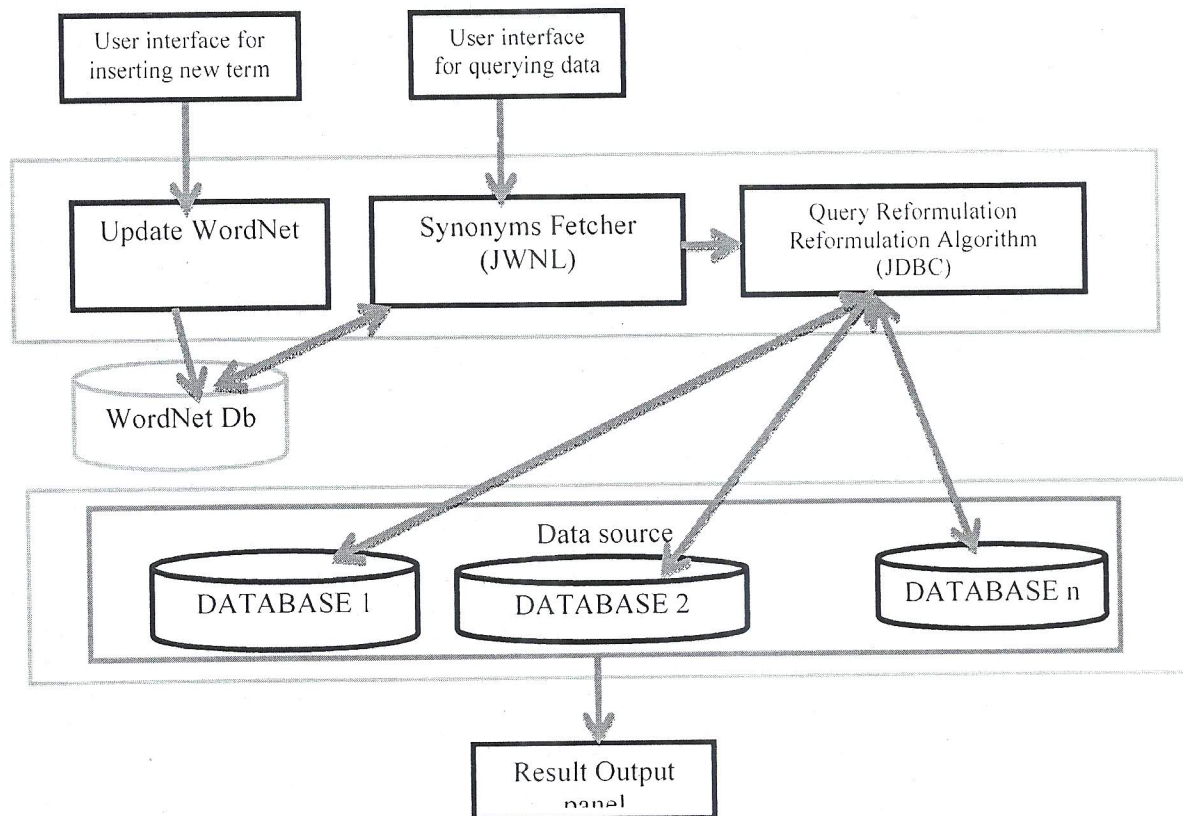 User interface for
inserting new term
User interface
for querying data
Update WordNet
Synonyms Fetcher
(JWNL)
Query Reformulation
Reformulation Algorithm
(JDBC)
WordNet Db
Data source
DATABASE 1
DATABASE 2
DATABASE n
Result Output
panel